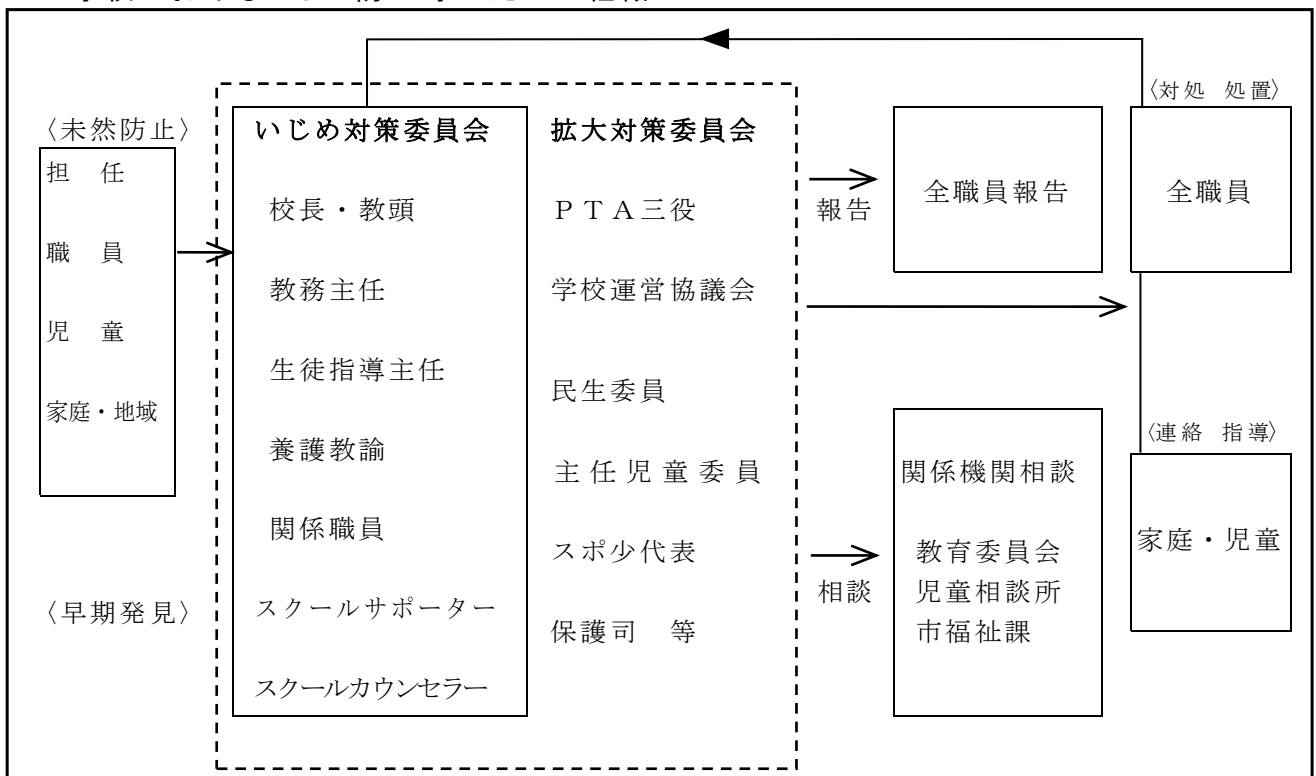 〈未然防止〉
担 任
職 員
児 童
家庭・地域
〈早期発見〉
いじめ対策委員会
校長・教頭
教務主任
生徒指導主任
養護教諭
関係職員
スクールサポーター
スクールカウンセラー
拡大対策委員会
PTA三役
学校運営協議会
民生委員
主任児童委員
スポ少代表
保護司 等
報告
全職員報告
相談
関係機関相談
教育委員会
児童相談所
市福祉課
〈対処 処置〉
全職員
〈連絡 指導〉
家庭・児童